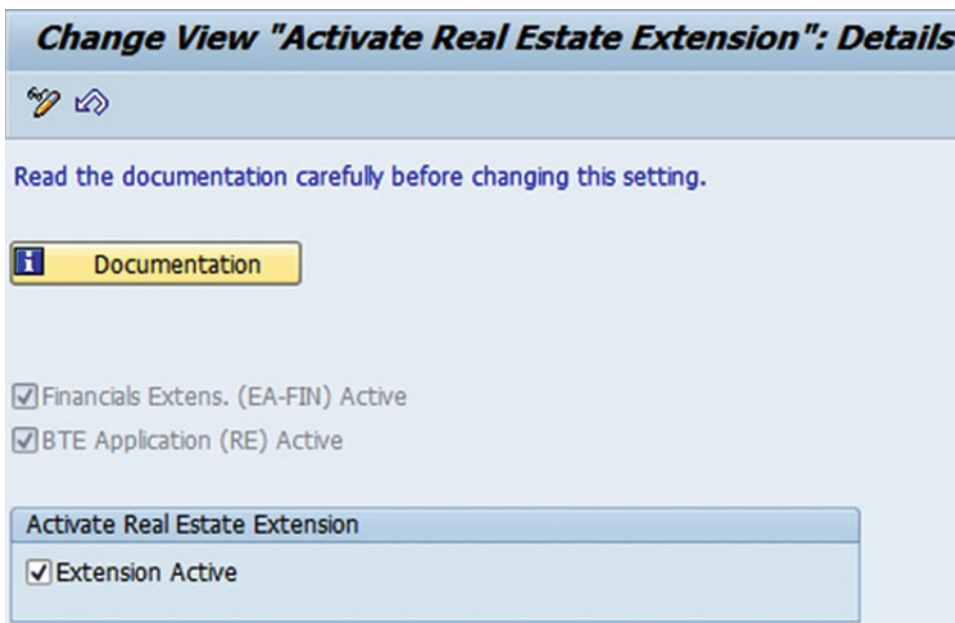 Change View "Activate Real Estate Extension": Details
Read the documentation carefully before changing this setting.
Documentation
Financials Extens. (EA-FIN) Active
BTE Application (RE) Active
Activate Real Estate Extension
Extension Active